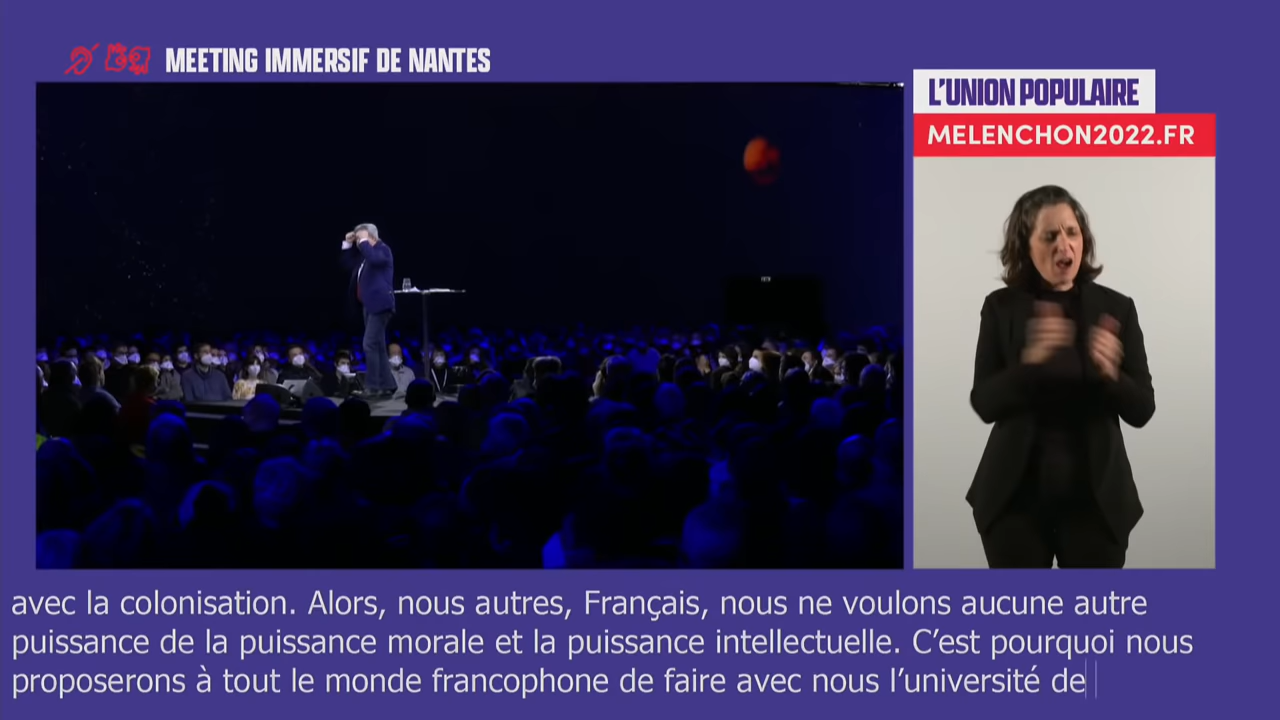 MEETING IMMERSIF DE NANTES
L'UNION POPULAIRE
MELENCHON2022.FR
avec la colonisation. Alors, nous autres, Français, nous ne voulons aucune autre
puissance de la puissance morale et la puissance intellectuelle. C’est pourquoi nous
proposerons à tout le monde francophone de faire avec nous l’université de